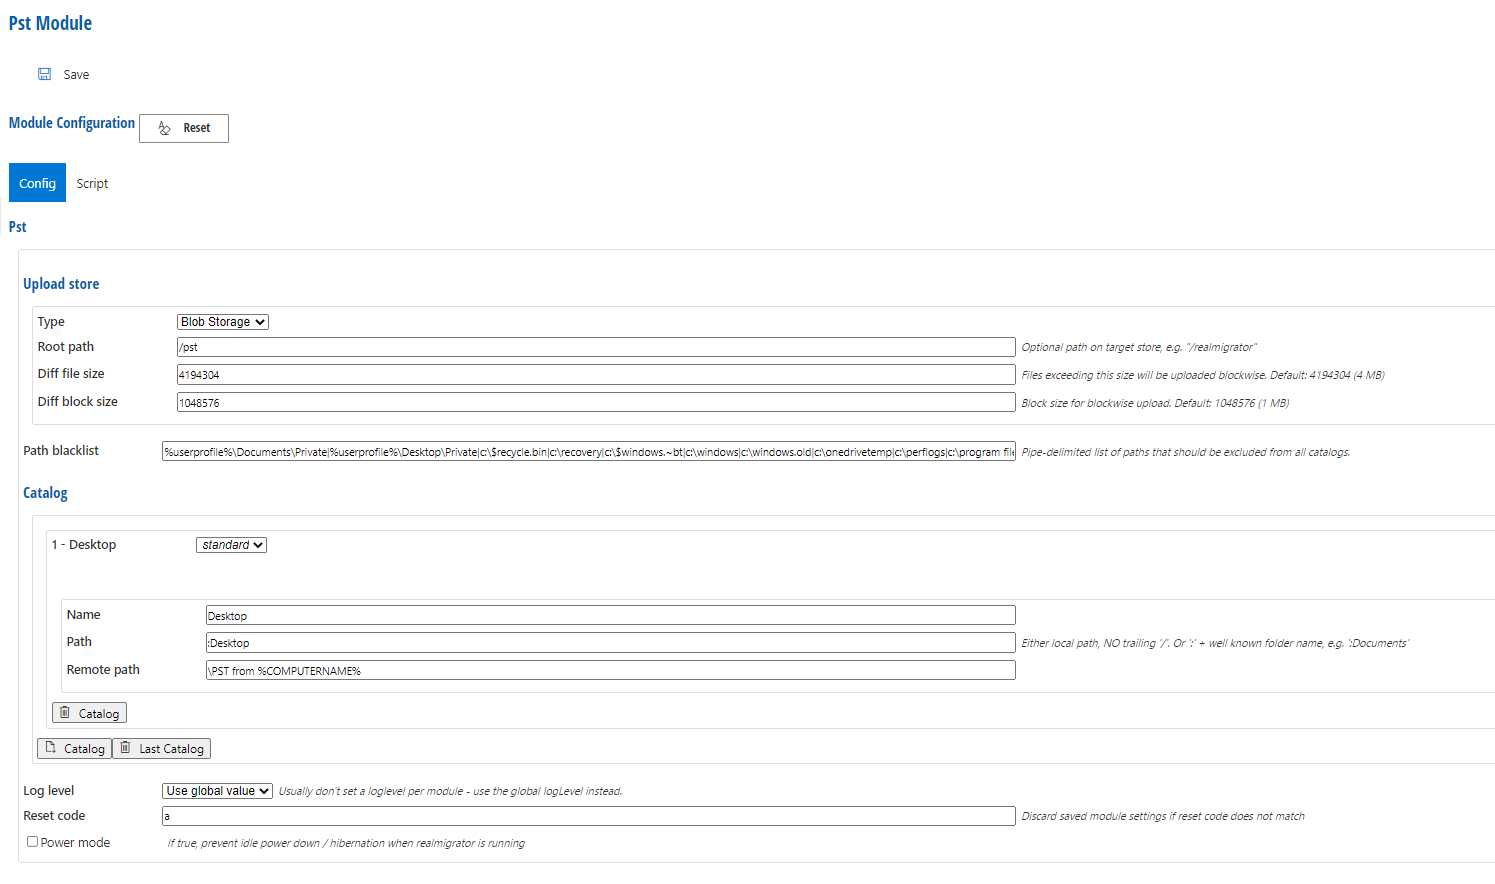 Pst Module
Save
Module Configuration Reset
Config Script
Pst
Upload store
Type Blob Storage
Root path /pst Optional path on target store, e.g. "/realmigrator"
Diff file size 4194304 Files exceeding this size will be uploaded blockwise. Default: 4194304 (4 MB)
Diff block size 1048576 Block size for blockwise upload. Default: 1048576 (1 MB)
Path blacklist %userprofile%\Documents\Private|%userprofile%\Desktop\Private|c:\$recycle.bin|c:\recovery|c:\$windows.~bt|c:\windows|c:\windows.old|c:\onedrivetemp|c:\perflogs|c:\program file Pipe-delimited list of paths that should be excluded from all catalogs.
Catalog
1 - Desktop standard
Name Desktop
Path :Desktop Either local path, NO trailing '/'. Or ':' + well known folder name, e.g. ':Documents'
Remote path \PST from %COMPUTERNAME%
Catalog
Catalog Last Catalog
Log level Use global value Usually don't set a loglevel per module - use the global logLevel instead.
Reset code a Discard saved module settings if reset code does not match
Power mode If true, prevent idle power down / hibernation when realmigrator is running